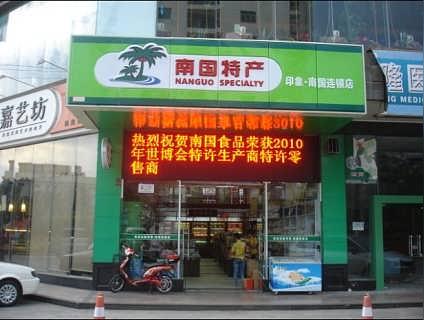 南国特产
NANGUO SPECIALTY
印象·南国连锁店
热烈祝贺南国食品荣获2010
年世博会特许生产商特许零
售商
嘉艺坊
隆医
NG MEDIC